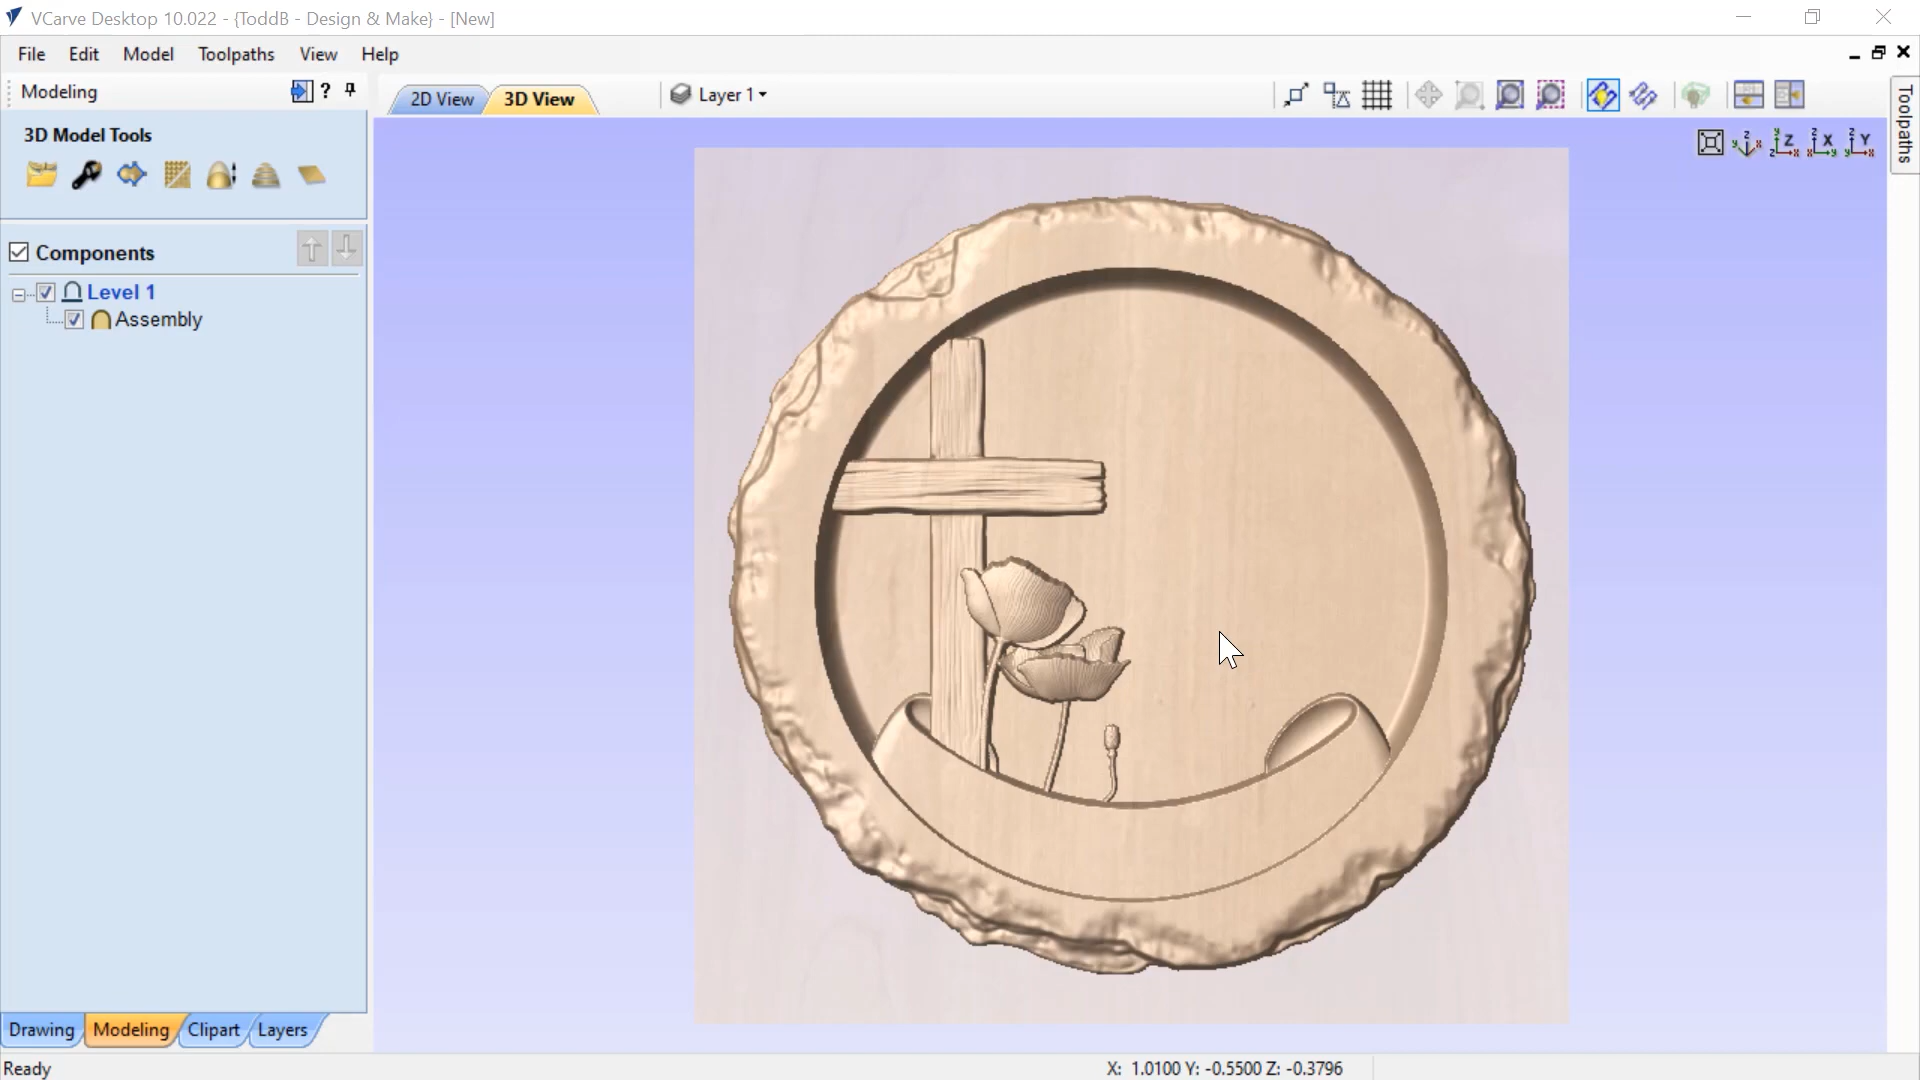 VCarve Desktop 10.022 - {ToddB - Design & Make} - [New]
File Edit Model Toolpaths View Help
Modeling ?
2D View 3D View Layer 1
Toolpaths
3D Model Tools
Components
Level 1
Assembly
Drawing Modeling Clipart Layers
Ready X: 1.0100 Y: -0.5500 Z: -0.3796